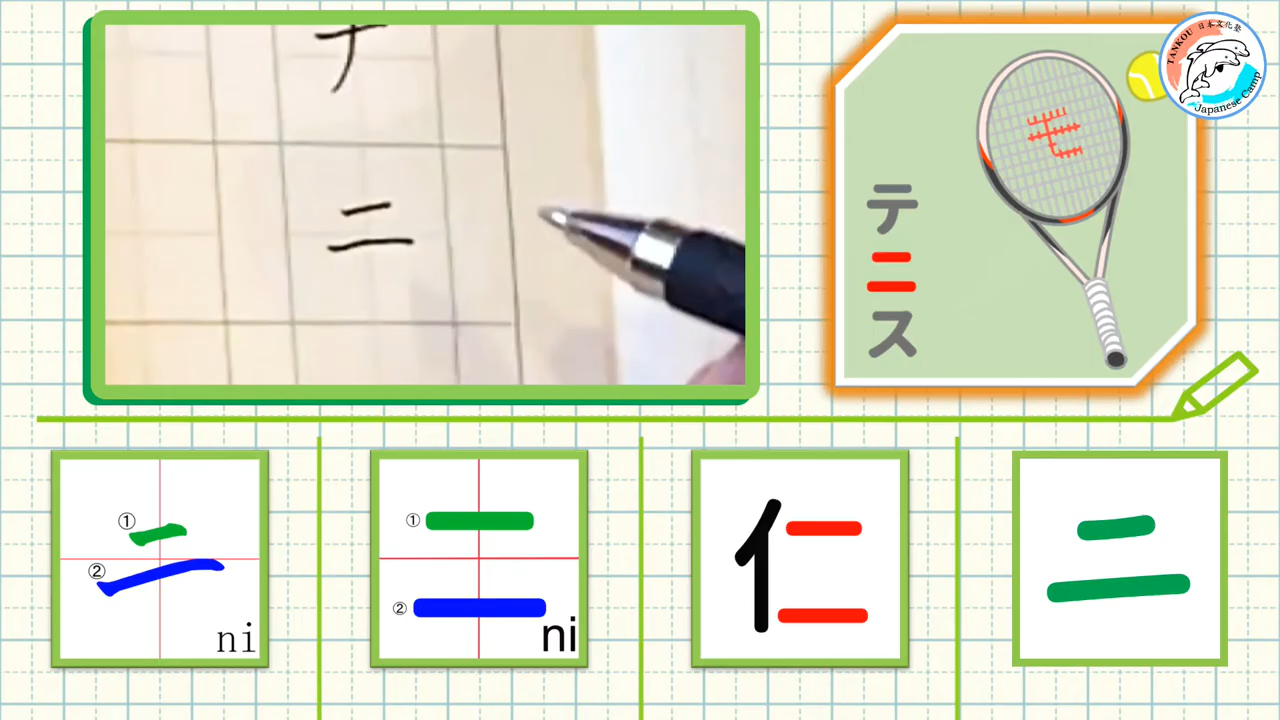 ナ
ニ
テニス
モ
TANKOU 日本文化塾
Japanese Camp
①
②
ni
①
②
ni
仁
ニ